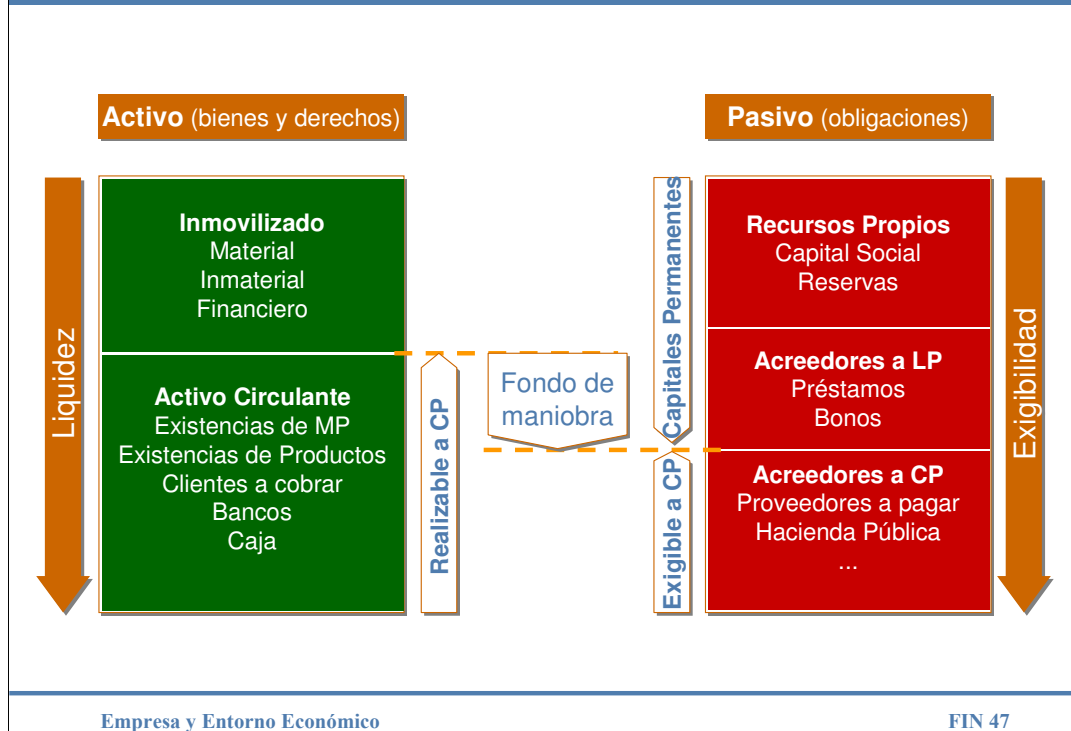 Activo (bienes y derechos)
Pasivo (obligaciones)
Liquidez
Inmovilizado
Material
Inmaterial
Financiero
Activo Circulante
Existencias de MP
Existencias de Productos
Clientes a cobrar
Bancos
Caja
Realizable a CP
Fondo de
maniobra
Capitales Permanentes
Exigible a CP
Recursos Propios
Capital Social
Reservas
Acreedores a LP
Préstamos
Bonos
Acreedores a CP
Proveedores a pagar
Hacienda Pública
...
Exigibilidad
Empresa y Entorno Económico
FIN 47